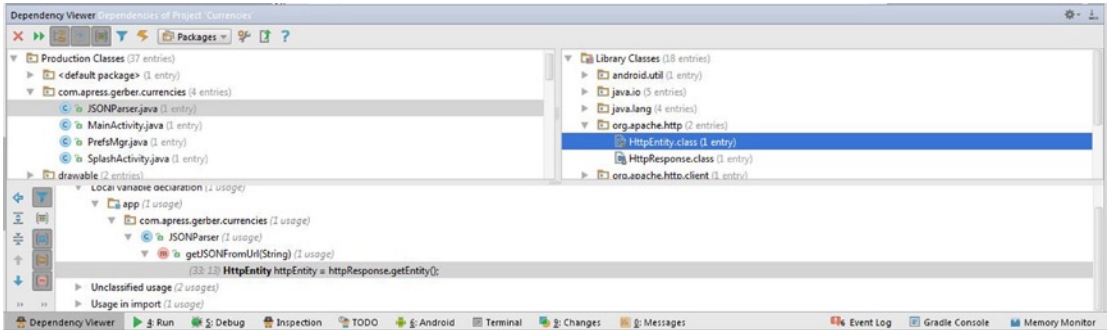 Dependency Viewer Dependencies of Project 'Currencies'
Packages
?
Production Classes (37 entries)
<default package> (1 entry)
com.apress.gerber.currencies (4 entries)
JSONParser.java (1 entry)
MainActivity.java (1 entry)
PrefsMgr.java (1 entry)
SplashActivity.java (1 entry)
drawable (2 entries)
Library Classes (18 entries)
android.util (1 entry)
java.io (5 entries)
java.lang (4 entries)
org.apache.http (2 entries)
HttpEntity.class (1 entry)
HttpResponse.class (1 entry)
org.apache.http.client (1 entry)
Local variable declaration (1 usage)
app (1 usage)
com.apress.gerber.currencies (1 usage)
JSONParser (1 usage)
getJSONFromUrl(String) (1 usage)
(33: 13) HttpEntity httpEntity = httpResponse.getEntity();
Unclassified usage (2 usages)
Usage in import (1 usage)
Dependency Viewer 4: Run 5: Debug Inspection TODO 6: Android Terminal 9: Changes 0: Messages Event Log Gradle Console Memory Monitor